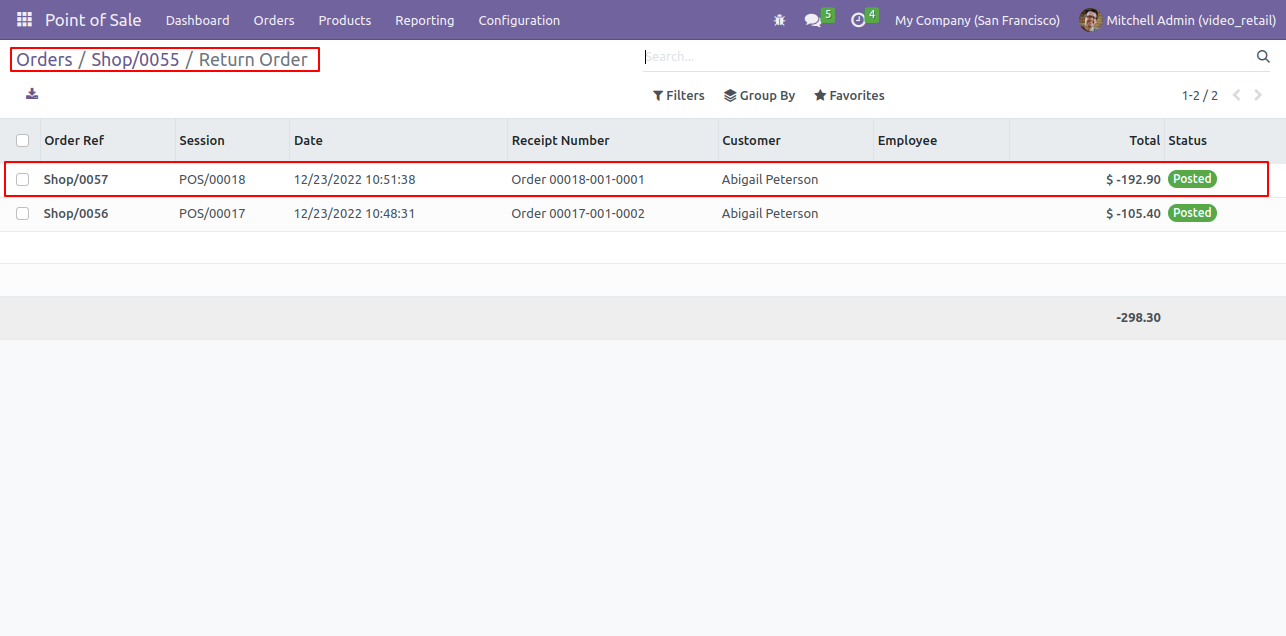 Point of Sale Dashboard Orders Products Reporting Configuration 5 4 My Company (San Francisco) Mitchell Admin (video_retail)
Orders / Shop/0055 / Return Order
Search...
Filters Group By Favorites 1-2 / 2
Order Ref Session Date Receipt Number Customer Employee Total Status
Shop/0057 POS/00018 12/23/2022 10:51:38 Order 00018-001-0001 Abigail Peterson $ -192.90 Posted
Shop/0056 POS/00017 12/23/2022 10:48:31 Order 00017-001-0002 Abigail Peterson $ -105.40 Posted
-298.30